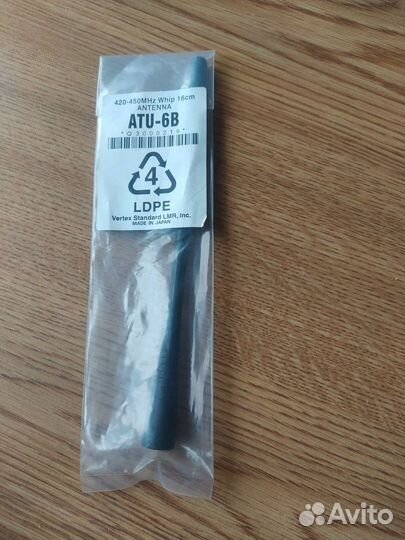 420-450MHz Whip 16cm
ANTENNA
ATU-6B
*Q3000216*
4
LDPE
Vertex Standard LMR, Inc.
MADE IN JAPAN
Avito